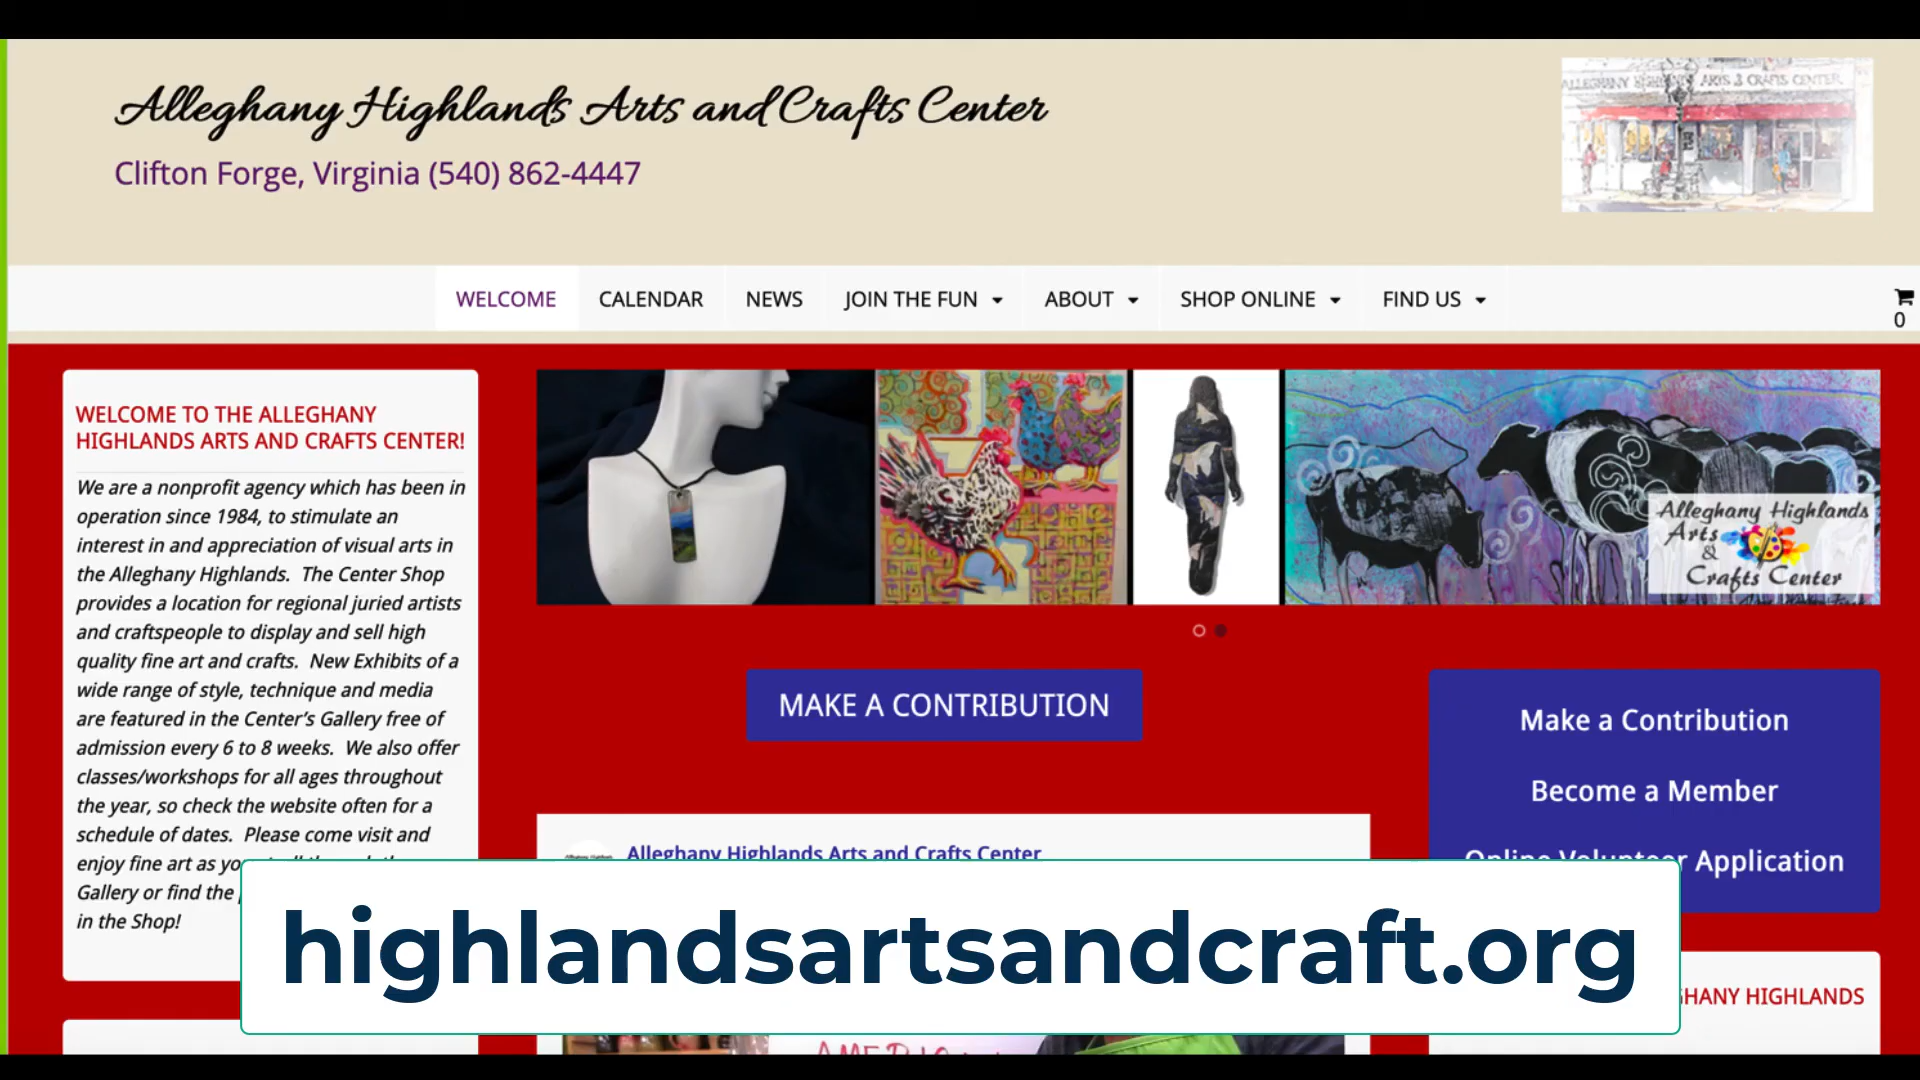 Alleghany Highlands Arts and Crafts Center
Clifton Forge, Virginia (540) 862-4447
ALLEGHANY HIGHLANDS ARTS & CRAFTS CENTER
WELCOME
CALENDAR
NEWS
JOIN THE FUN
ABOUT
SHOP ONLINE
FIND US
0
WELCOME TO THE ALLEGHANY
HIGHLANDS ARTS AND CRAFTS CENTER!
We are a nonprofit agency which has been in
operation since 1984, to stimulate an
interest in and appreciation of visual arts in
the Alleghany Highlands.  The Center Shop
provides a location for regional juried artists
and craftspeople to display and sell high
quality fine art and crafts.  New Exhibits of a
wide range of style, technique and media
are featured in the Center's Gallery free of
admission every 6 to 8 weeks.  We also offer
classes/workshops for all ages throughout
the year, so check the website often for a
schedule of dates.  Please come visit and
enjoy fine art as
Gallery or find the
in the Shop!
Alleghany Highlands
Arts
&
Crafts Center
MAKE A CONTRIBUTION
Make a Contribution
Become a Member
Online Volunteer Application
Alleghany Highlands Arts and Crafts Center
highlandsartsandcraft.org
HANY HIGHLANDS